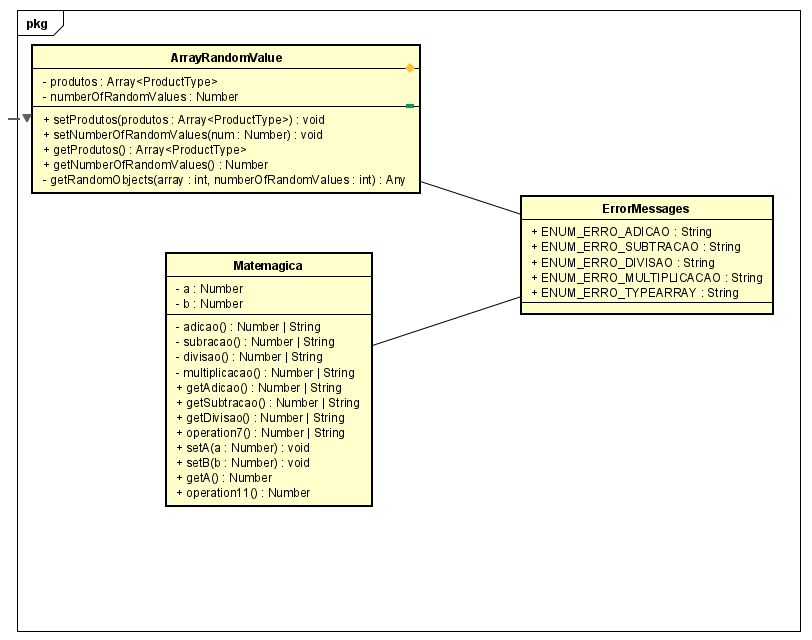 pkg
ArrayRandomValue
- produtos : Array<ProductType>
- numberOfRandomValues : Number
+ setProdutos(produtos : Array<ProductType>) : void
+ setNumberOfRandomValues(num : Number) : void
+ getProdutos() : Array<ProductType>
+ getNumberOfRandomValues() : Number
- getRandomObjects(array : int, numberOfRandomValues : int) : Any
ErrorMessages
+ ENUM_ERRO_ADICAO : String
+ ENUM_ERRO_SUBTRACAO : String
+ ENUM_ERRO_DIVISAO : String
+ ENUM_ERRO_MULTIPLICACAO : String
+ ENUM_ERRO_TYPEARRAY : String
Matemagica
- a : Number
- b : Number
- adicao() : Number | String
- subracao() : Number | String
- divisao() : Number | String
- multiplicacao() : Number | String
+ getAdicao() : Number | String
+ getSubtracao() : Number | String
+ getDivisao() : Number | String
+ operation7() : Number | String
+ setA(a : Number) : void
+ setB(b : Number) : void
+ getA() : Number
+ operation11() : Number